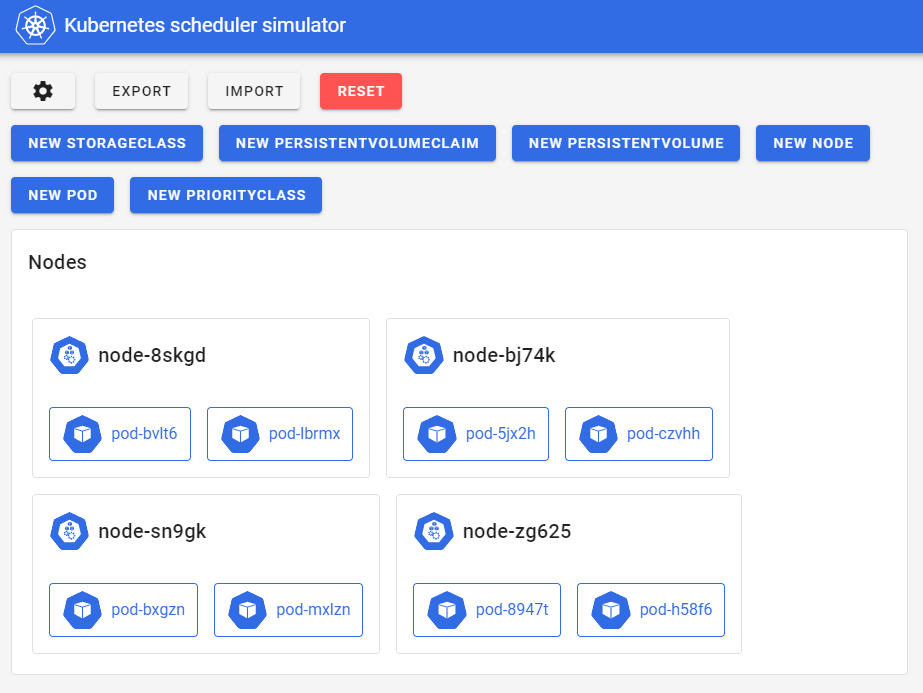 Kubernetes scheduler simulator
EXPORT IMPORT RESET
NEW STORAGECLASS NEW PERSISTENTVOLUMECLAIM NEW PERSISTENTVOLUME NEW NODE
NEW POD NEW PRIORITYCLASS
Nodes
node-8skgd node-bj74k
pod-bvlt6 pod-lbrmx pod-5jx2h pod-czvhh
node-sn9gk node-zg625
pod-bxgzn pod-mxlzn pod-8947t pod-h58f6